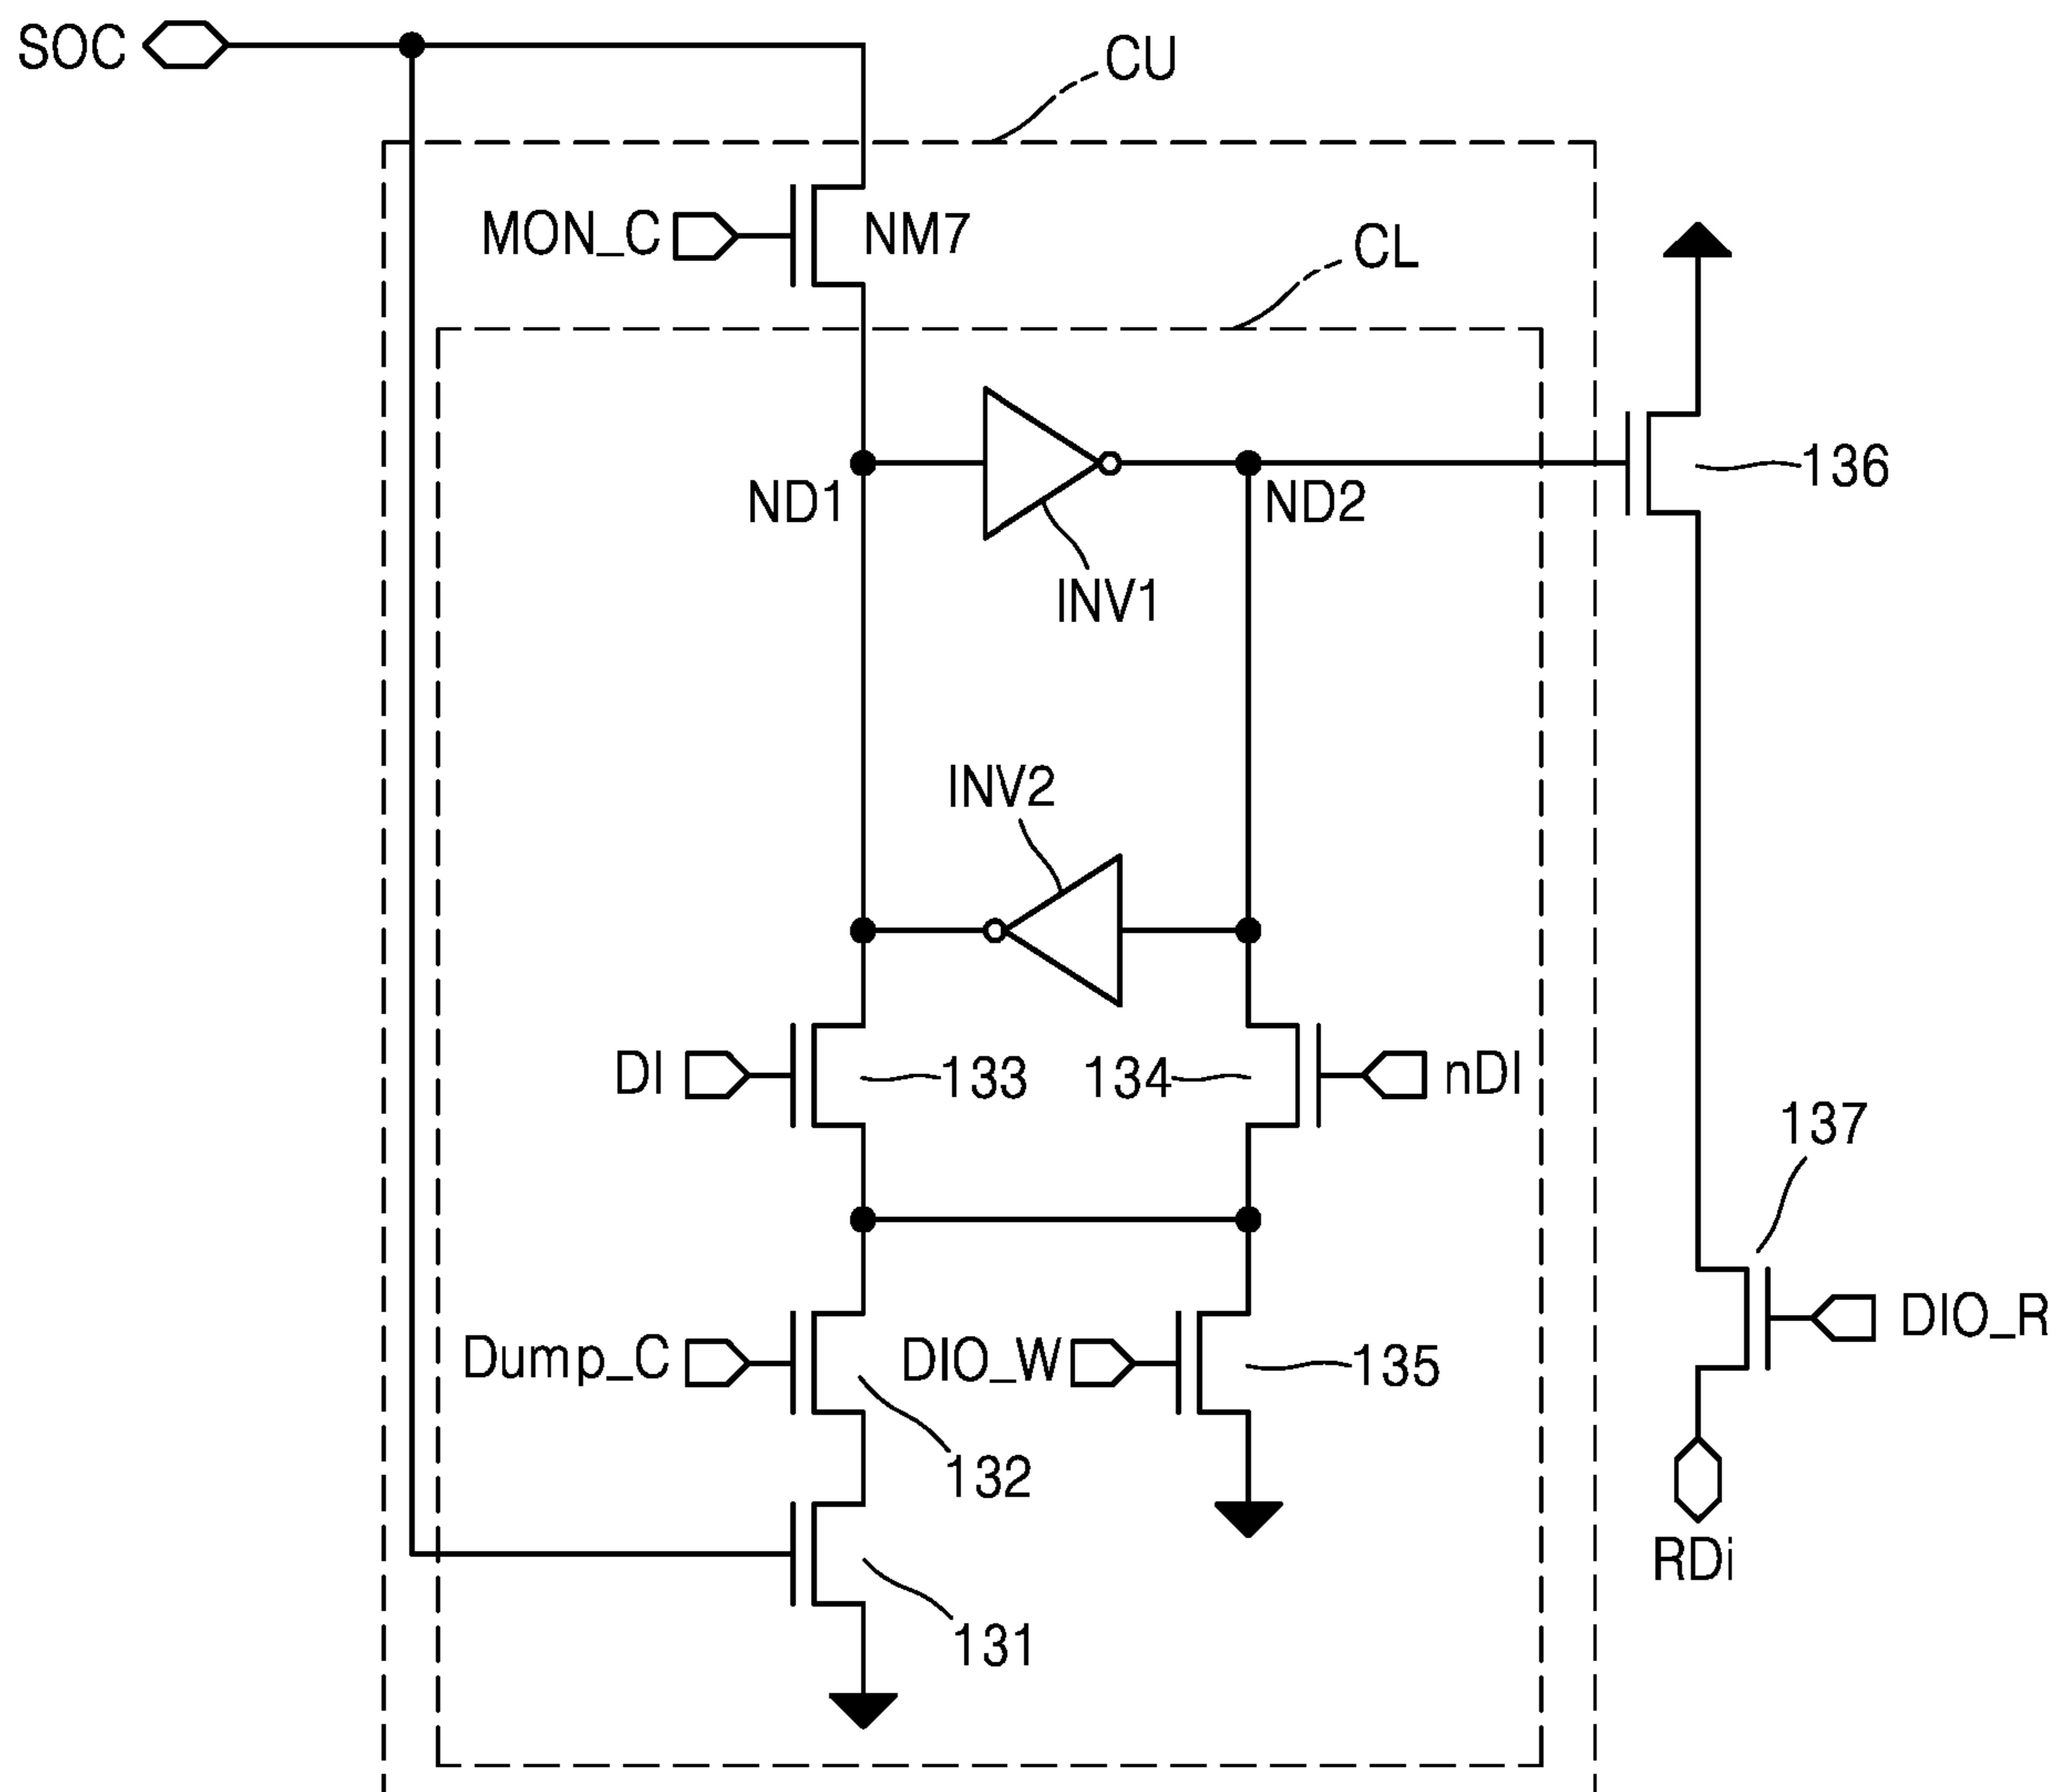 SOC
CU
MON_C
NM7
CL
ND1
ND2
136
INV1
INV2
DI
133
134
nDI
137
Dump_C
DIO_W
135
DIO_R
132
RDi
131